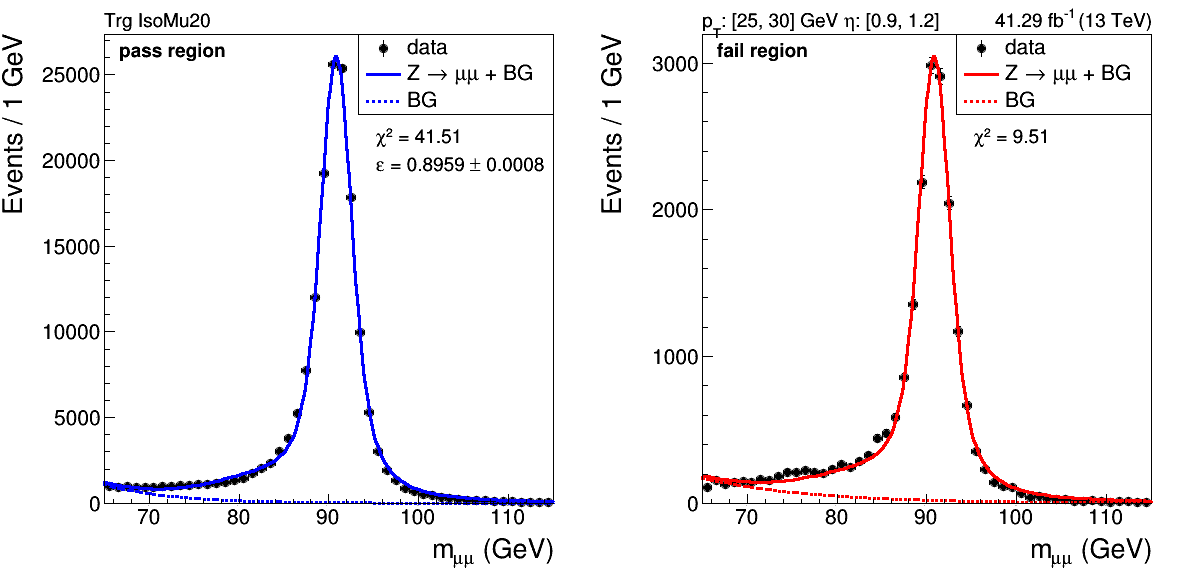 Trg IsoMu20
pass region
data
Z → μμ + BG
BG
χ² = 41.51
ε = 0.8959 ± 0.0008
Events / 1 GeV
25000
20000
15000
10000
5000
0
70
80
90
100
110
m_μμ (GeV)
p_T: [25, 30] GeV η: [0.9, 1.2]
41.29 fb⁻¹ (13 TeV)
fail region
data
Z → μμ + BG
BG
χ² = 9.51
Events / 1 GeV
3000
2000
1000
0
70
80
90
100
110
m_μμ (GeV)